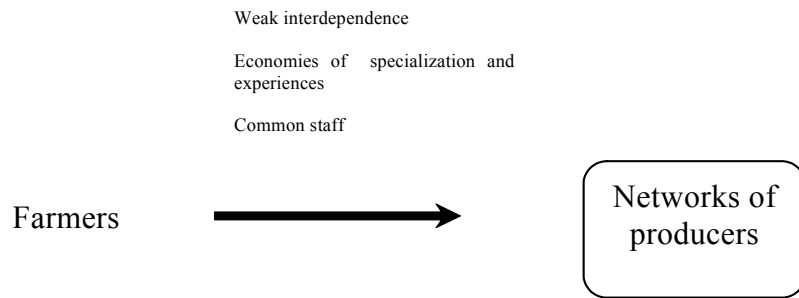 Weak interdependence
Economies of specialization and
experiences
Common staff
Farmers
Networks of
producers